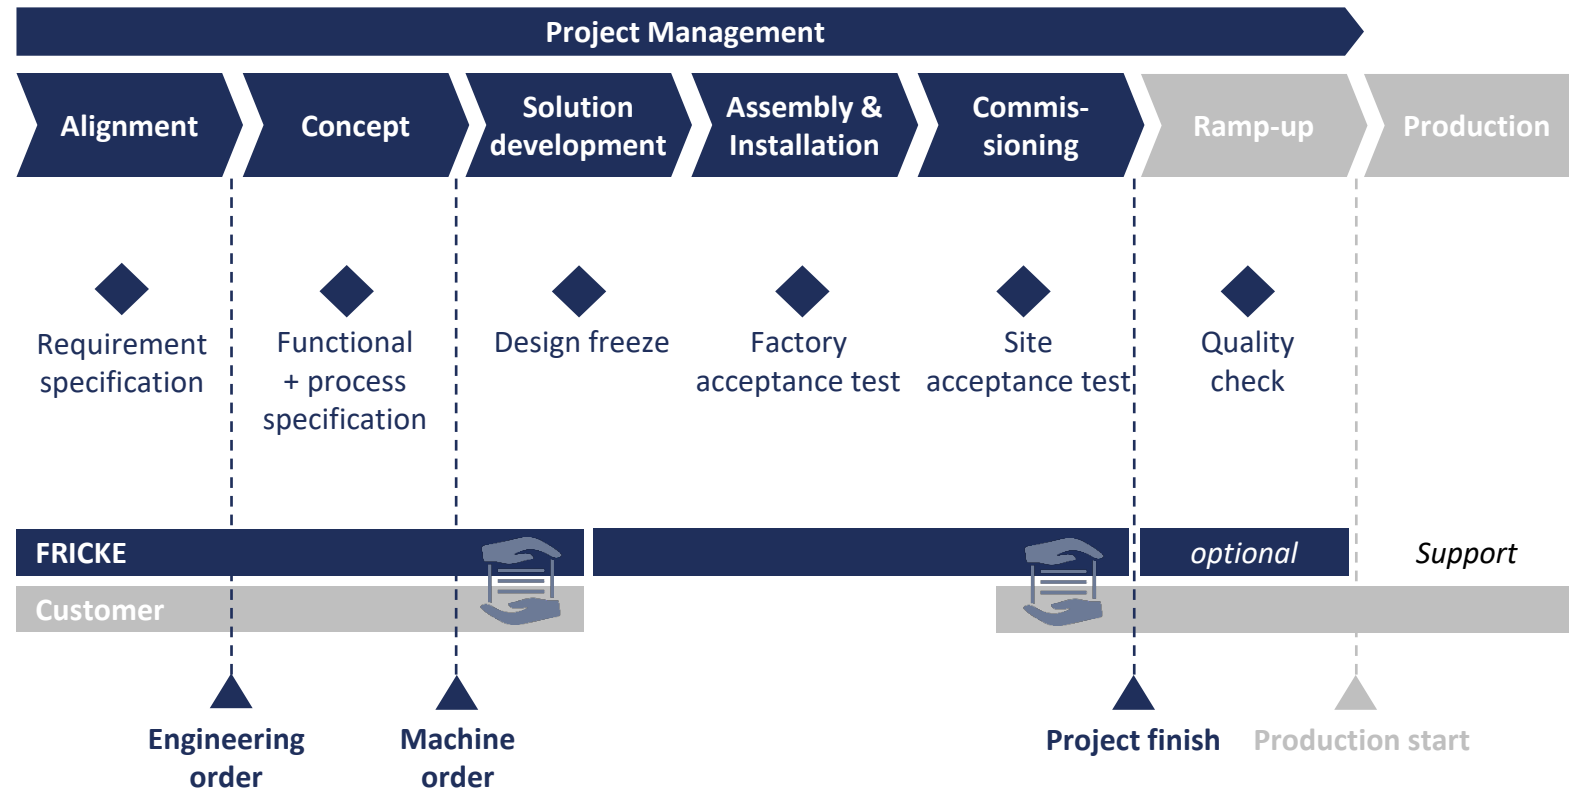 Project Management
Alignment
Concept
Solution
development
Assembly &
Installation
Commis-
sioning
Ramp-up
Production
Requirement
specification
Functional
+ process
specification
Design freeze
Factory
acceptance test
Site
acceptance test
Quality
check
FRICKE
optional
Support
Customer
Engineering
order
Machine
order
Project finish
Production start